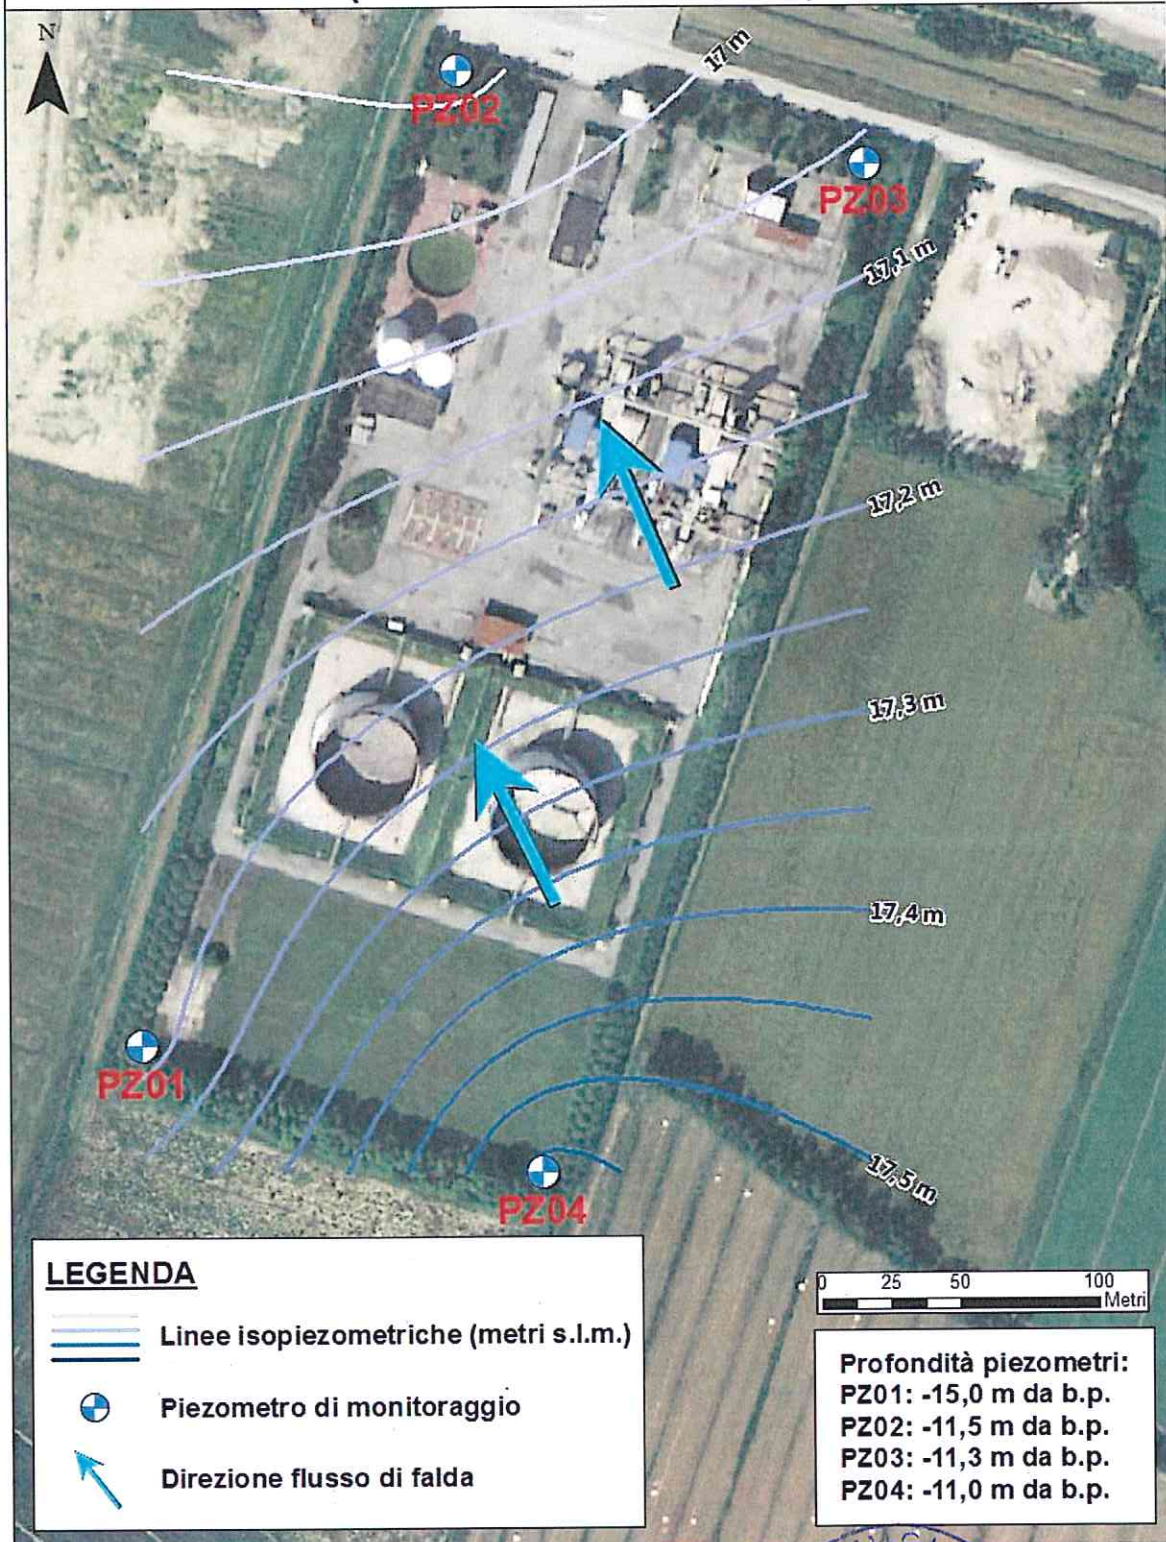 N
17 m
PZ02
PZ03
17,1 m
17,2 m
17,3 m
17,4 m
PZ01
17,5 m
PZ04
LEGENDA
Linee isopiezometriche (metri s.l.m.)
Piezometro di monitoraggio
Direzione flusso di falda
0 25 50 100
Metri
Profondità piezometri:
PZ01: -15,0 m da b.p.
PZ02: -11,5 m da b.p.
PZ03: -11,3 m da b.p.
PZ04: -11,0 m da b.p.